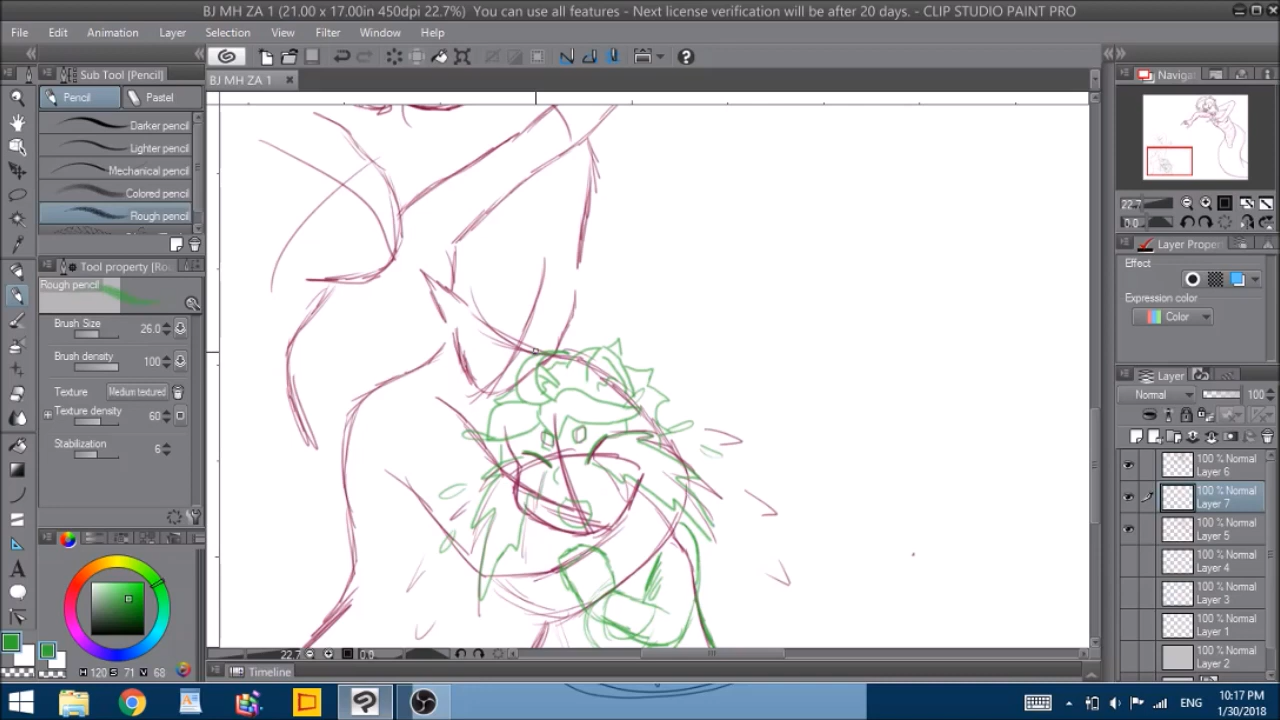 BJ MH ZA 1 (21.00 x 17.00in 450dpi 22.7%) You can use all features - Next license verification will be after 20 days. - CLIP STUDIO PAINT PRO
File Edit Animation Layer Selection View Filter Window Help
Sub Tool [Pencil]
BJ MH ZA 1
Navigat
Pencil Pastel
Darker pencil
Lighter pencil
Mechanical pencil
Colored pencil
Rough pencil
22.7
0.0
Tool property [Ro
Layer Proper
Rough pencil
Effect
Brush Size 26.0
Expression color
Color
Brush density 100
Texture Medium textured
Texture density 60
Layer
Normal 100
Stabilization 6
100 % Normal
Layer 6
100 % Normal
Layer 7
100 % Normal
Layer 5
100 % Normal
Layer 4
100 % Normal
Layer 3
100 % Normal
Layer 1
100 % Normal
Layer 2
22.7 0.0
H 120 S 71 V 68
Timeline
ENG
10:17 PM
1/30/2018